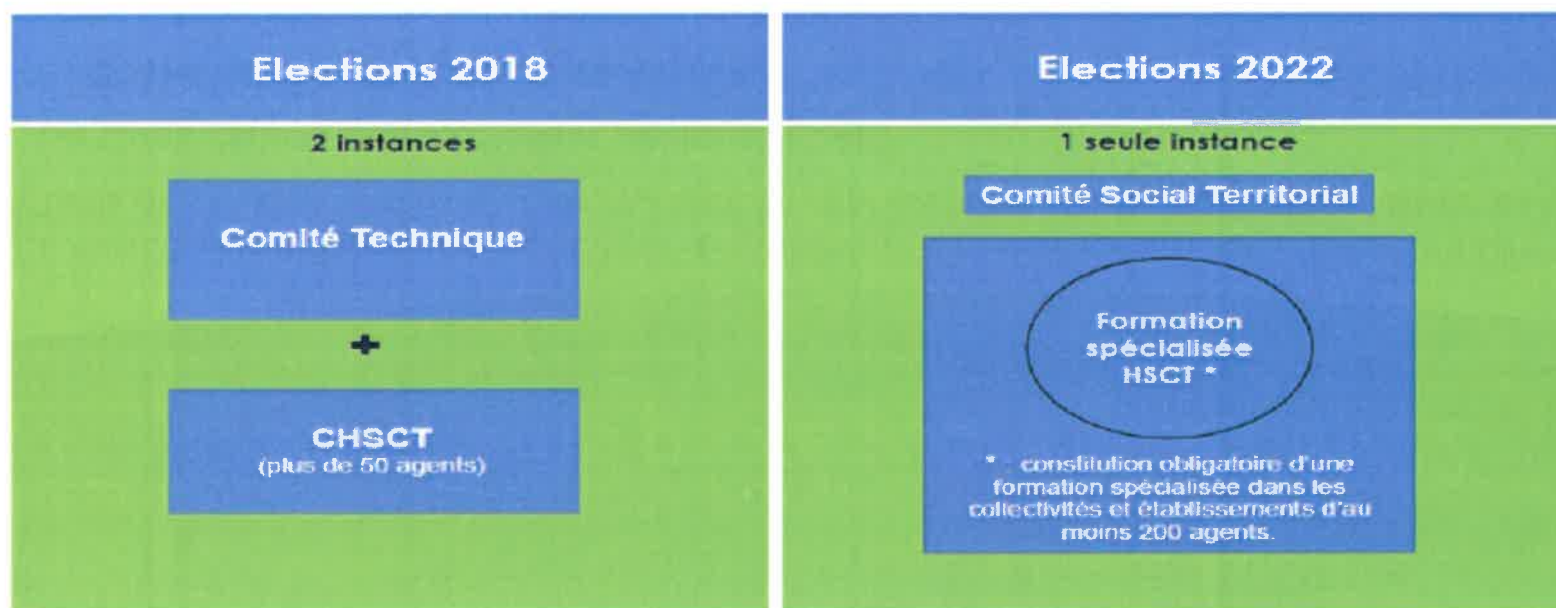 Elections 2018
2 instances
Comité Technique
+
CHSCT
(plus de 50 agents)
Elections 2022
1 seule instance
Comité Social Territorial
Formation
spécialisée
HSCT *
* - constitution obligatoire d'une
formation spécialisée dans les
collectivités et établissements d'au
moins 200 agents.